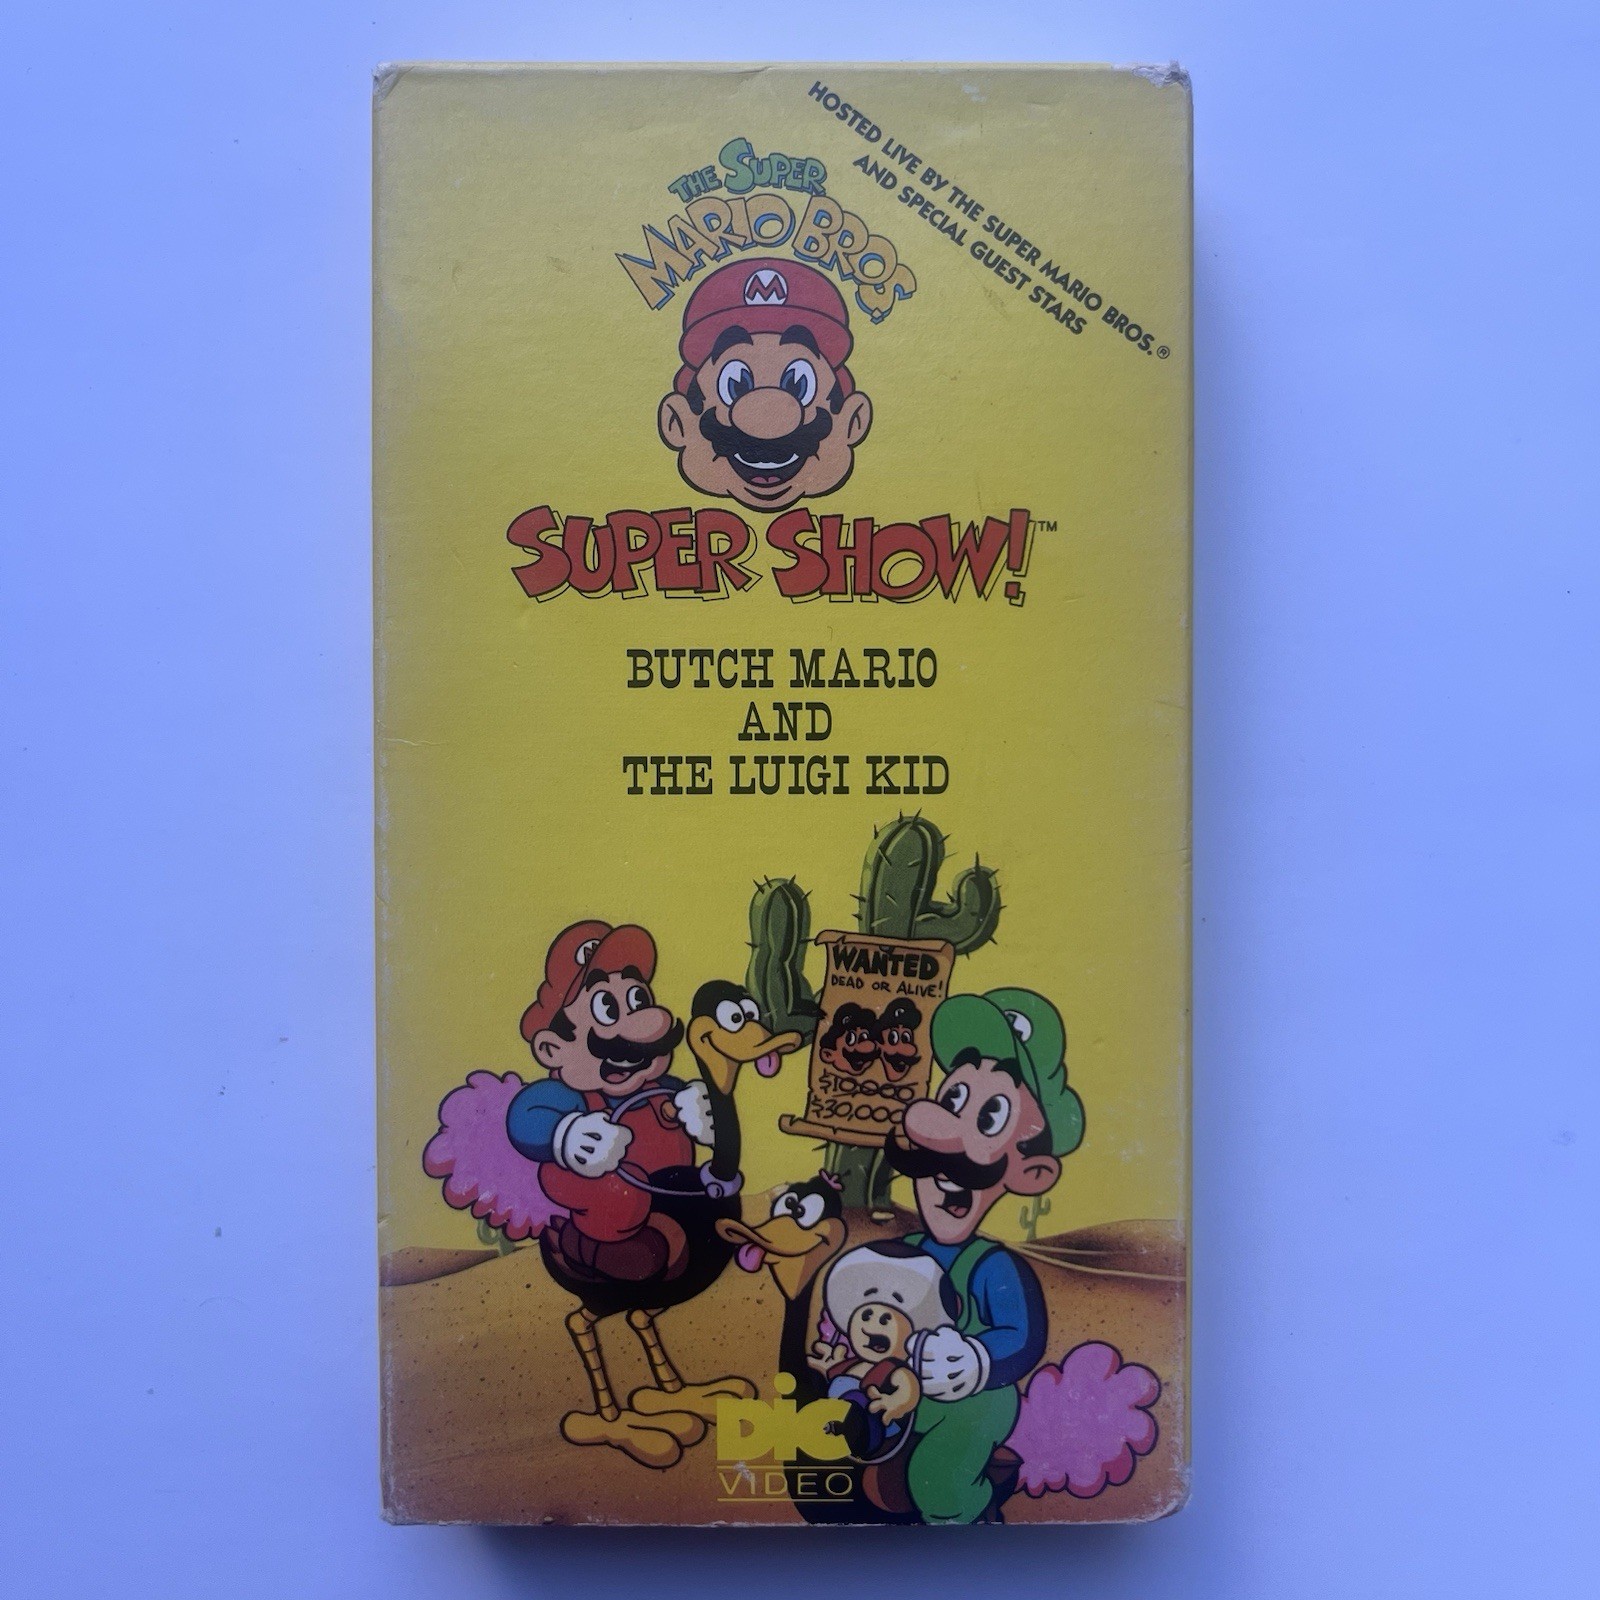 HOSTED LIVE BY THE SUPER MARIO BROS.®
AND SPECIAL GUEST STARS
THE SUPER
MARIO BROS.
M
SUPER SHOW!™
BUTCH MARIO
AND
THE LUIGI KID
WANTED
DEAD OR ALIVE!
$10,000
$30,000
M
DiC
VIDEO